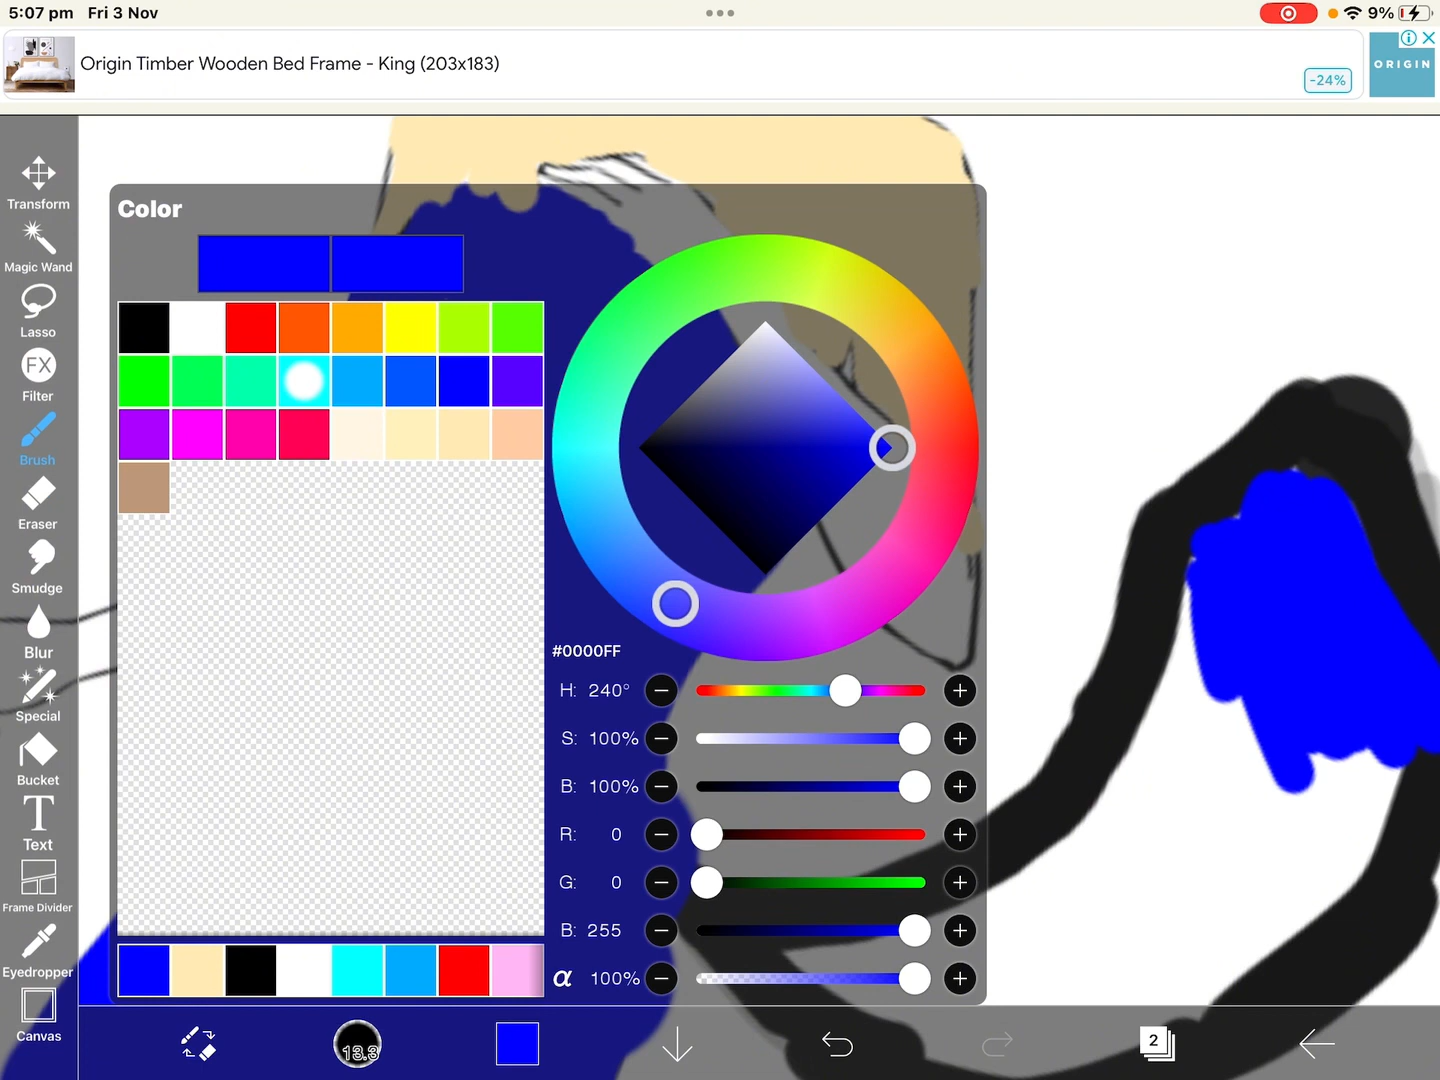 5:07 pm Fri 3 Nov
9%
Origin Timber Wooden Bed Frame - King (203x183)
-24%
ORIGIN
Transform
Magic Wand
Lasso
FX
Filter
Brush
Eraser
Smudge
Blur
Special
Bucket
T
Text
Frame Divider
Eyedropper
Canvas
Color
#0000FF
H: 240°
S: 100%
B: 100%
R: 0
G: 0
B: 255
α 100%
13.3
2